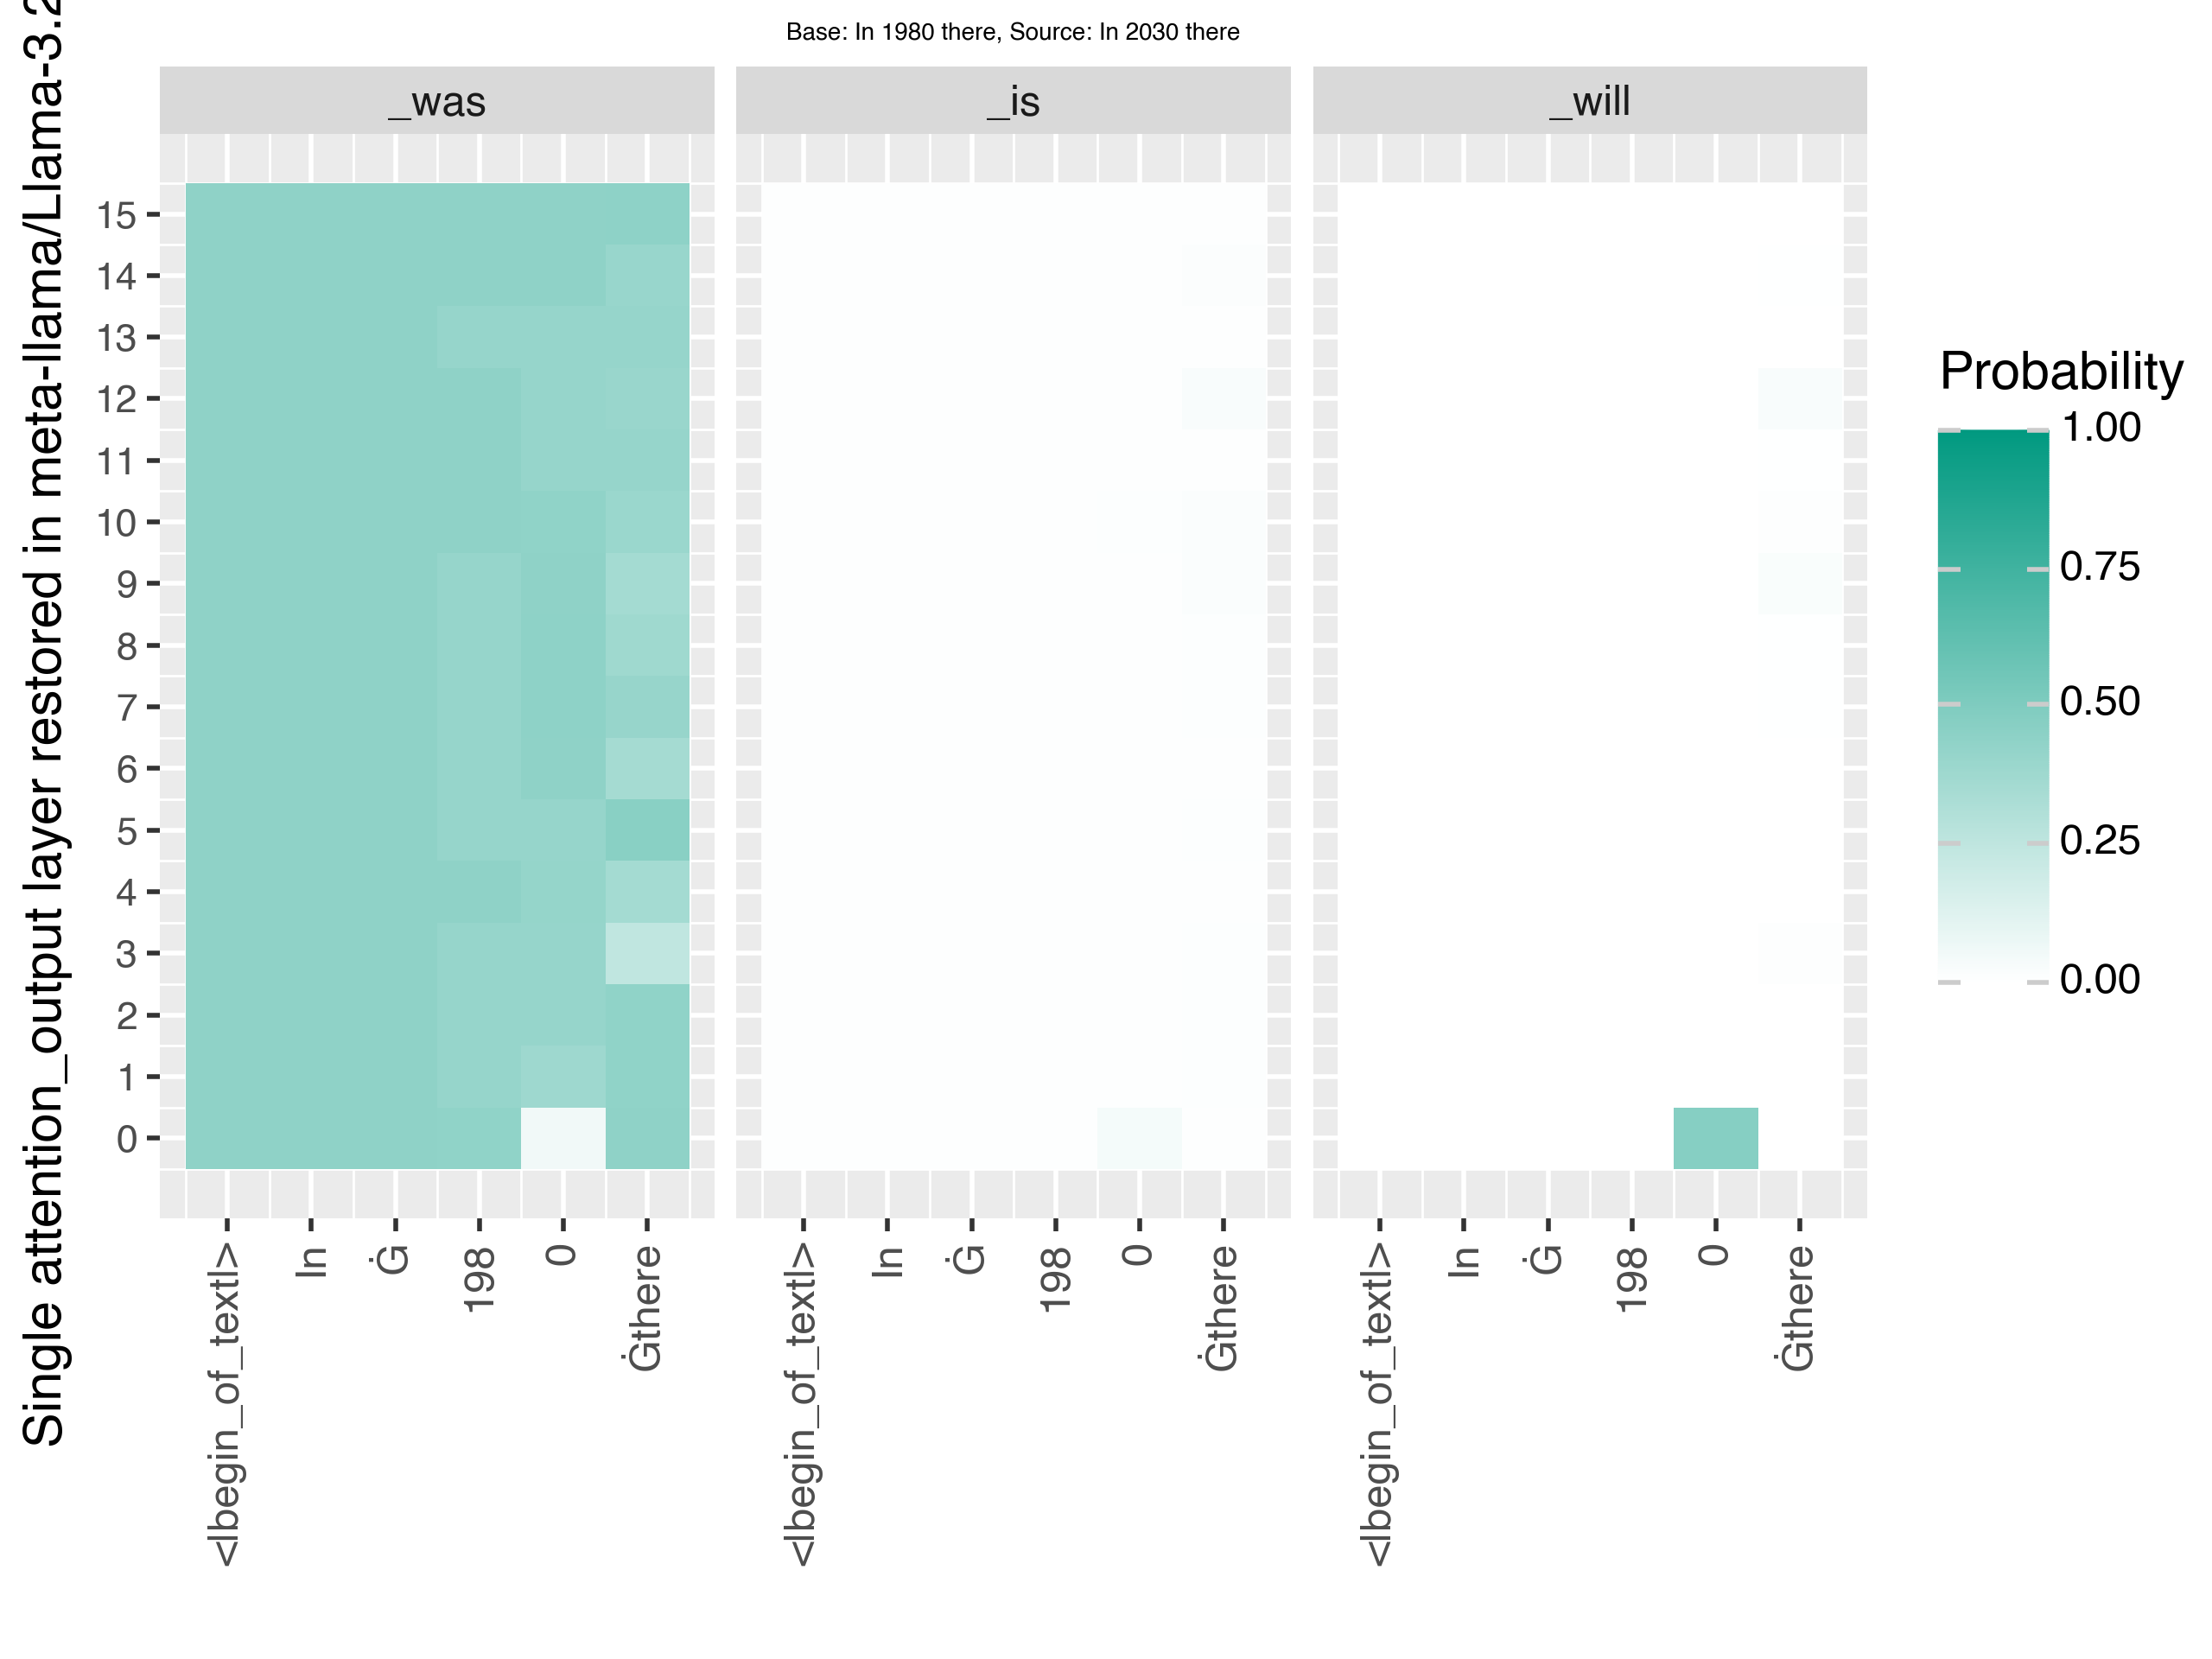 Base: In 1980 there, Source: In 2030 there
_was
_is
_will
Single attention_output layer restored in meta-llama/Llama-3.2
15
14
13
12
11
10
9
8
7
6
5
4
3
2
1
0
<|begin_of_text|>
In
Ġ
198
0
Ġthere
<|begin_of_text|>
In
Ġ
198
0
Ġthere
<|begin_of_text|>
In
Ġ
198
0
Ġthere
Probability
1.00
0.75
0.50
0.25
0.00